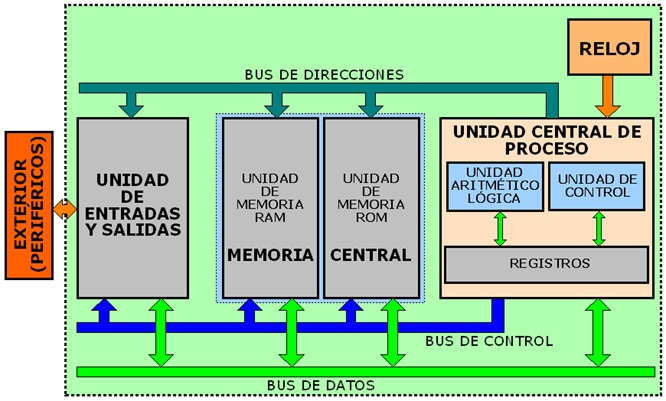 RELOJ
BUS DE DIRECCIONES
EXTERIOR
(PERIFÉRICOS)
UNIDAD
DE
ENTRADAS
Y SALIDAS
UNIDAD
DE
MEMORIA
RAM
MEMORIA
UNIDAD
DE
MEMORIA
ROM
CENTRAL
UNIDAD CENTRAL DE
PROCESO
UNIDAD
ARITMÉTICO
LÓGICA
UNIDAD DE
CONTROL
REGISTROS
BUS DE CONTROL
BUS DE DATOS